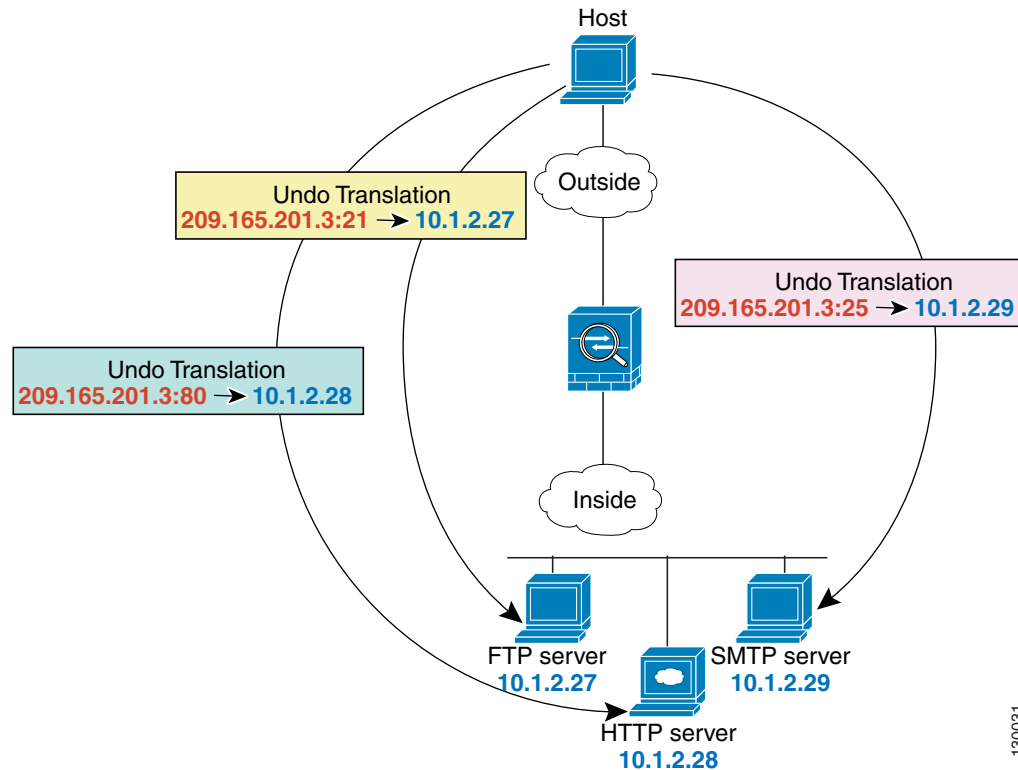 Host
Outside
Undo Translation
209.165.201.3:21 → 10.1.2.27
Undo Translation
209.165.201.3:25 → 10.1.2.29
Undo Translation
209.165.201.3:80 → 10.1.2.28
Inside
FTP server
10.1.2.27
SMTP server
10.1.2.29
HTTP server
10.1.2.28
130031